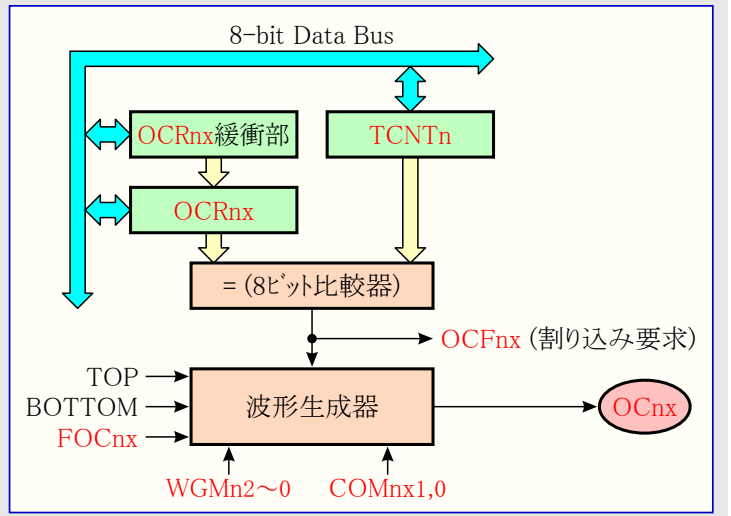 8-bit Data Bus
OCRnx緩衝部
TCNTn
OCRnx
= (8ﾋﾞｯﾄ比較器)
OCFnx (割り込み要求)
TOP
BOTTOM
FOCnx
波形生成器
OCnx
WGMn2～0
COMnx1,0